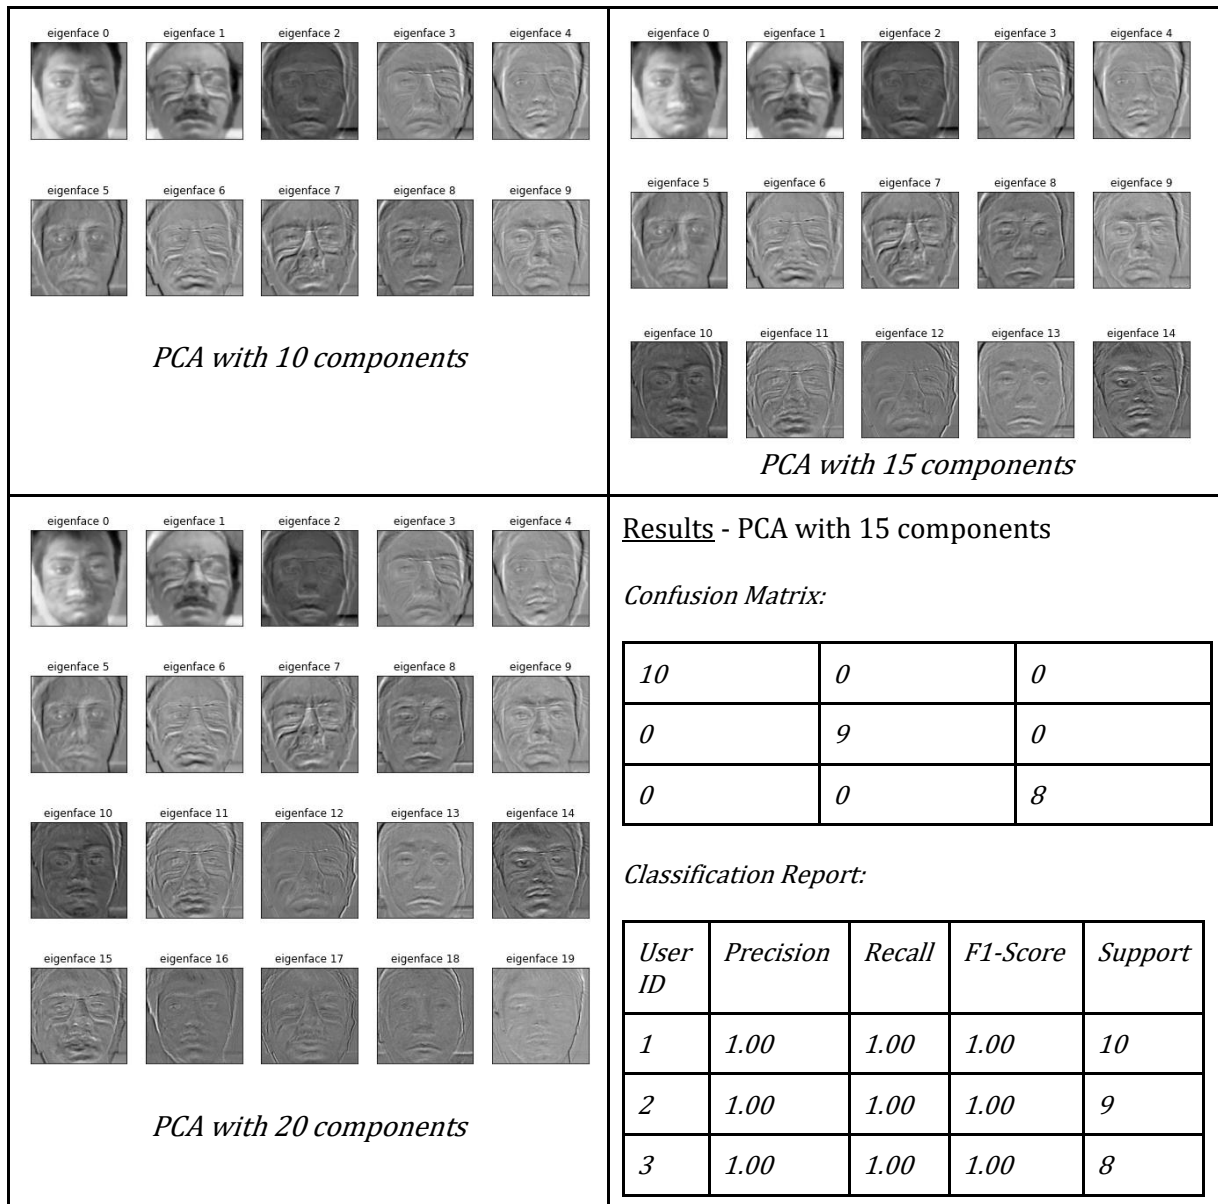 eigenface 0 eigenface 1 eigenface 2 eigenface 3 eigenface 4
eigenface 5 eigenface 6 eigenface 7 eigenface 8 eigenface 9
PCA with 10 components
eigenface 0 eigenface 1 eigenface 2 eigenface 3 eigenface 4
eigenface 5 eigenface 6 eigenface 7 eigenface 8 eigenface 9
eigenface 10 eigenface 11 eigenface 12 eigenface 13 eigenface 14
PCA with 15 components
eigenface 0 eigenface 1 eigenface 2 eigenface 3 eigenface 4
eigenface 5 eigenface 6 eigenface 7 eigenface 8 eigenface 9
eigenface 10 eigenface 11 eigenface 12 eigenface 13 eigenface 14
eigenface 15 eigenface 16 eigenface 17 eigenface 18 eigenface 19
PCA with 20 components
Results - PCA with 15 components
Confusion Matrix:
10 0 0
0 9 0
0 0 8
Classification Report:
User ID Precision Recall F1-Score Support
1 1.00 1.00 1.00 10
2 1.00 1.00 1.00 9
3 1.00 1.00 1.00 8